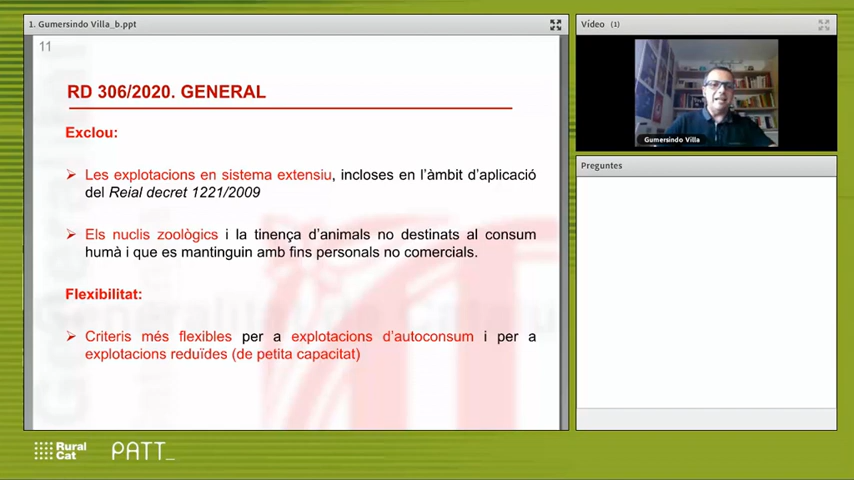 1. Gumersindo Villa_b.ppt
11
RD 306/2020. GENERAL
Exclou:
Les explotacions en sistema extensiu, incloses en l’àmbit d’aplicació
del Reial decret 1221/2009
Els nuclis zoològics i la tinença d’animals no destinats al consum
humà i que es mantinguin amb fins personals no comercials.
Flexibilitat:
Criteris més flexibles per a explotacions d’autoconsum i per a
explotacions reduïdes (de petita capacitat)
Vídeo (1)
Gumersindo Villa
Preguntes
Rural
Cat
PATT_